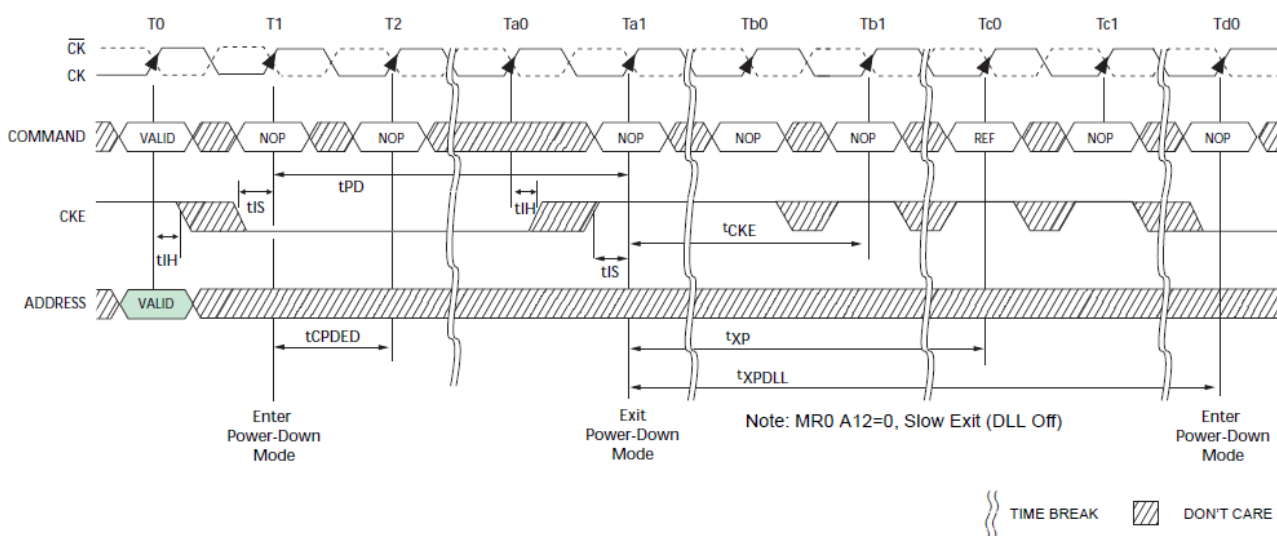 T0 T1 T2 Ta0 Ta1 Tb0 Tb1 Tc0 Tc1 Td0
CK
CK
COMMAND VALID NOP NOP NOP NOP NOP REF NOP NOP
tPD
tIS tIH
CKE
tCKE
tIH tIS
ADDRESS VALID
tCPDED tXP
tXPDLL
Enter
Power-Down
Mode
Exit
Power-Down
Mode
Note: MR0 A12=0, Slow Exit (DLL Off)
Enter
Power-Down
Mode
TIME BREAK DON'T CARE